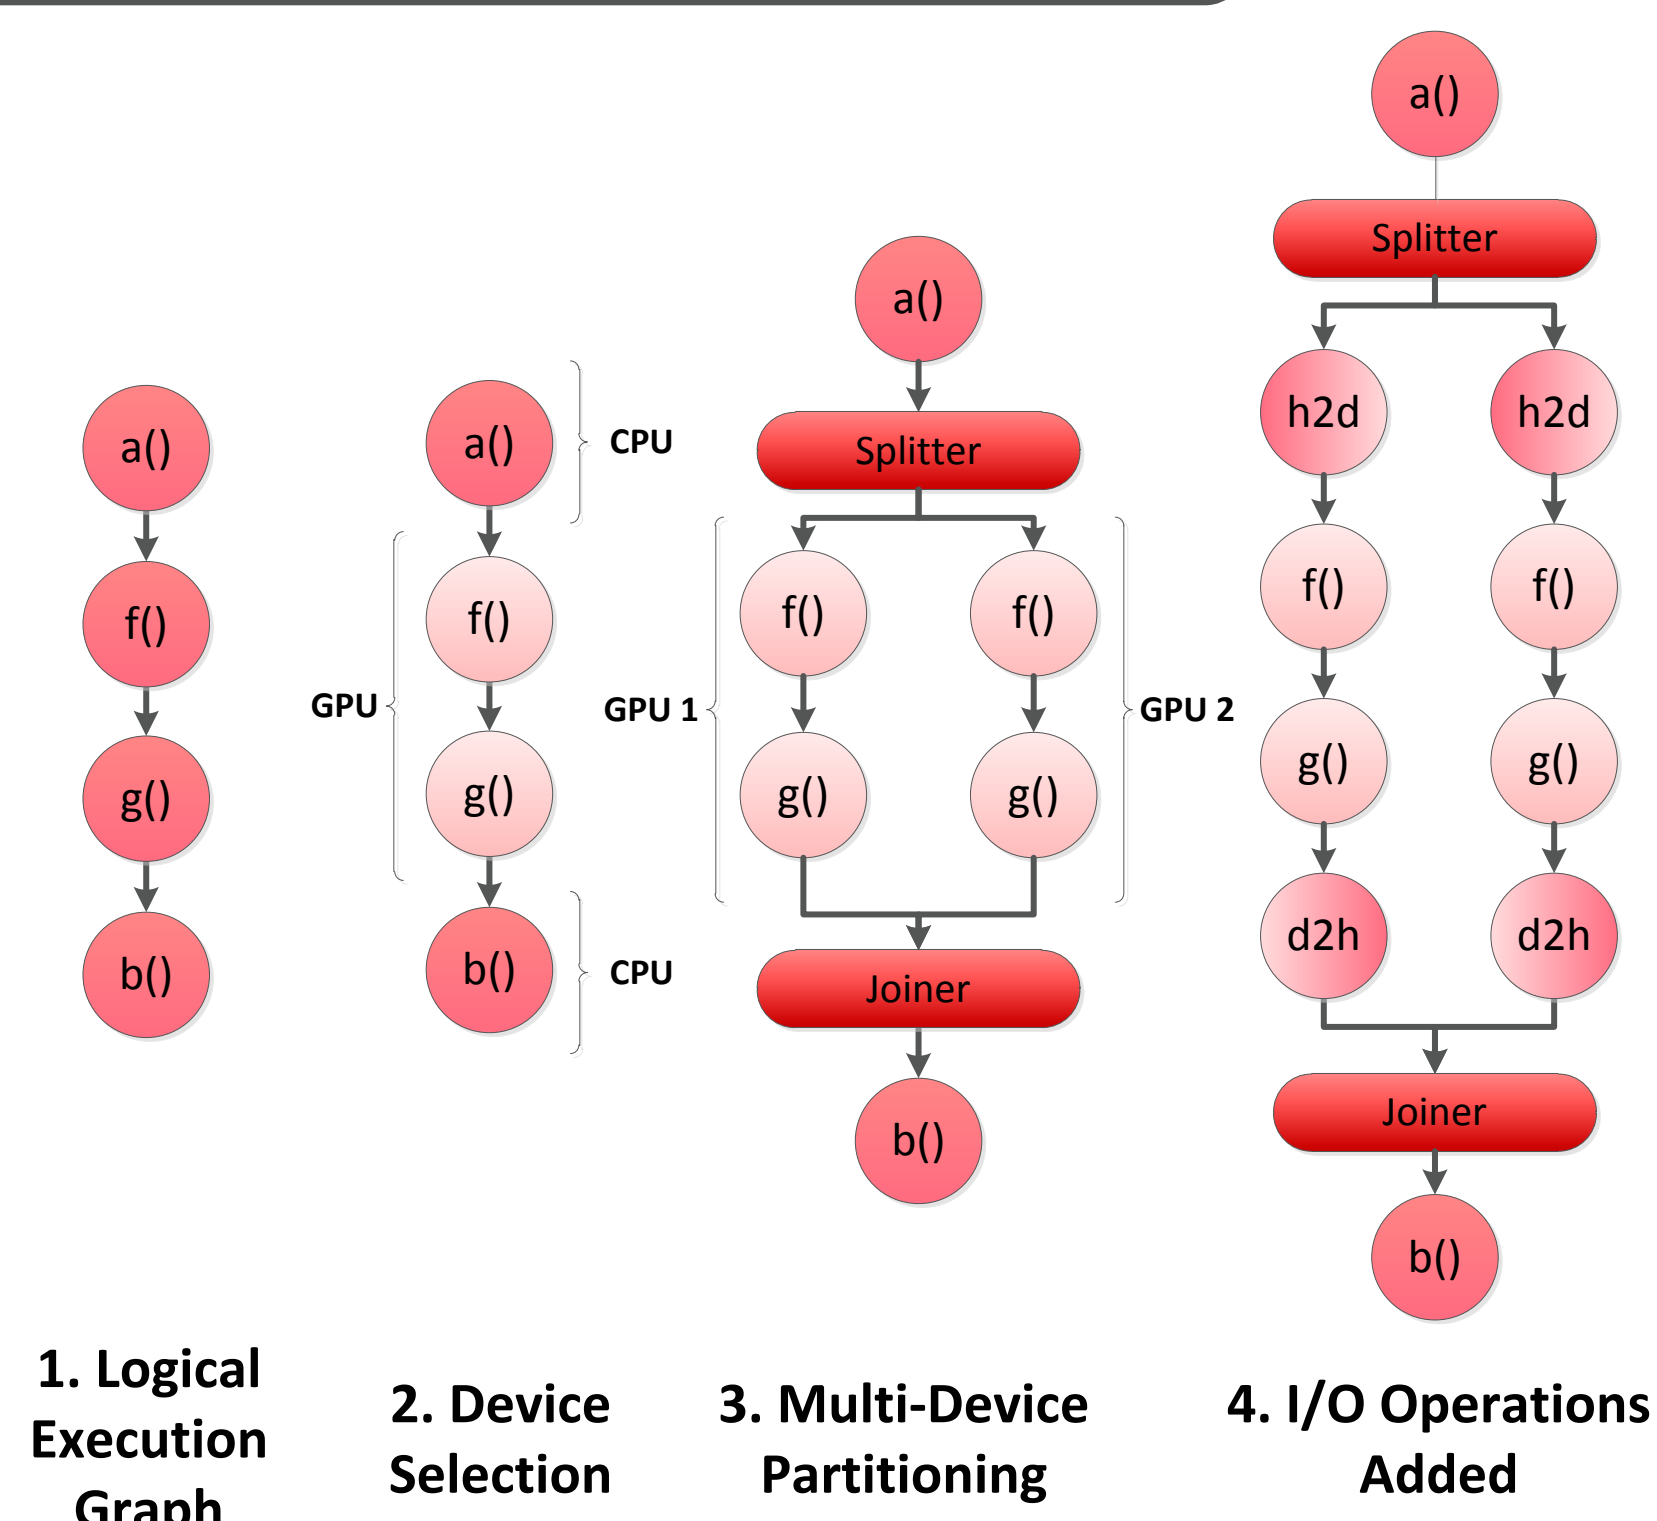 a()
f()
g()
b()
1. Logical
Execution
Graph
a()
CPU
f()
GPU
g()
b()
CPU
2. Device
Selection
a()
Splitter
f()
f()
GPU 1
GPU 2
g()
g()
Joiner
b()
3. Multi-Device
Partitioning
a()
Splitter
h2d
h2d
f()
f()
g()
g()
d2h
d2h
Joiner
b()
4. I/O Operations
Added